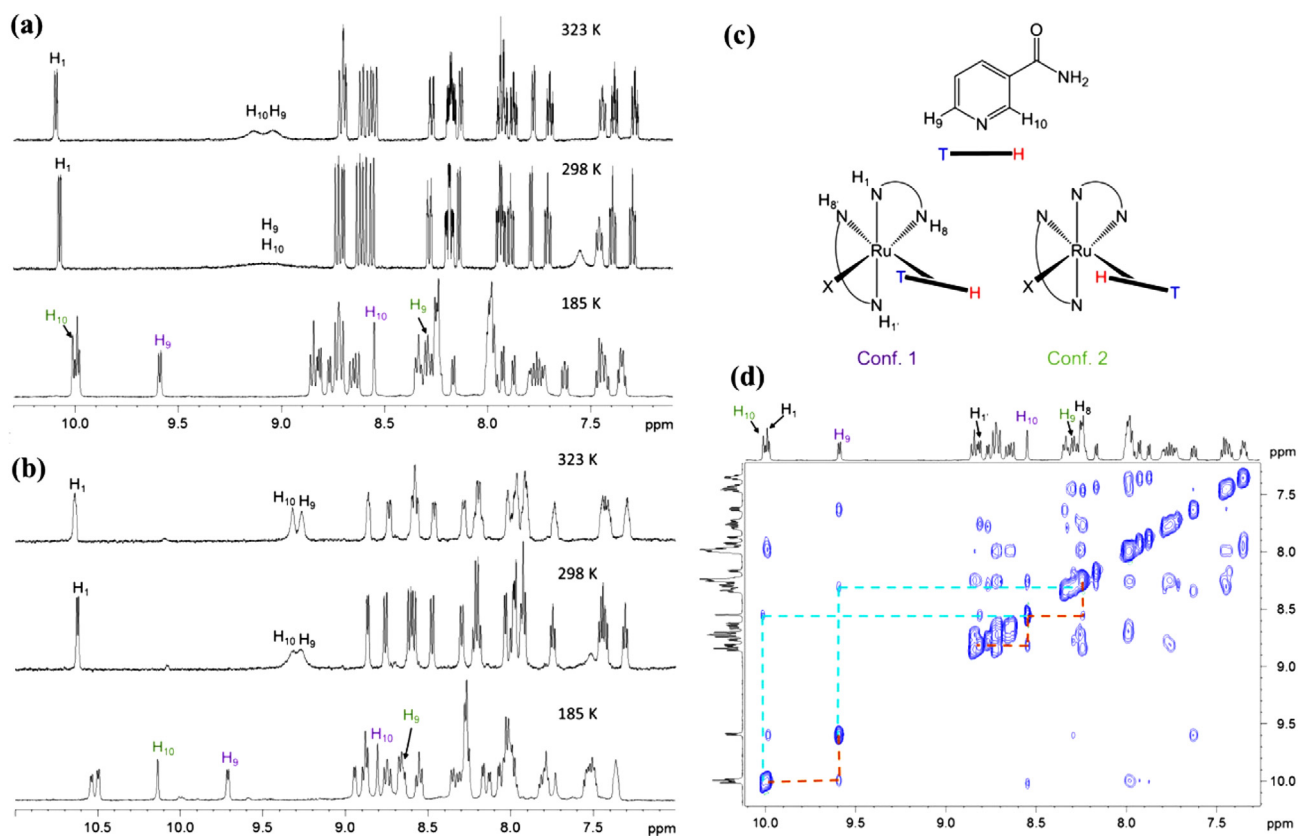 (a)
323 K
H₁
H₁₀ H₉
298 K
H₁
H₉
H₁₀
185 K
H₁₀
H₉
H₁₀
H₉
10.0 9.5 9.0 8.5 8.0 7.5 ppm
(b)
323 K
H₁
H₁₀ H₉
298 K
H₁
H₁₀ H₉
185 K
H₁₀
H₉
H₁₀
H₉
10.5 10.0 9.5 9.0 8.5 8.0 7.5 ppm
(c)
O
NH₂
H₉ N H₁₀
T H
H₁
N
H₈' N N
H₈
Ru
T
X H
N
H₁'
Conf. 1
N
N N
Ru
H
X T
N
Conf. 2
(d)
H₁₀ H₁ H₉ H₁' H₁₀ H₉ H₈
ppm
ppm
7.5
8.0
8.5
9.0
9.5
10.0
10.0 9.5 9.0 8.5 8.0 7.5